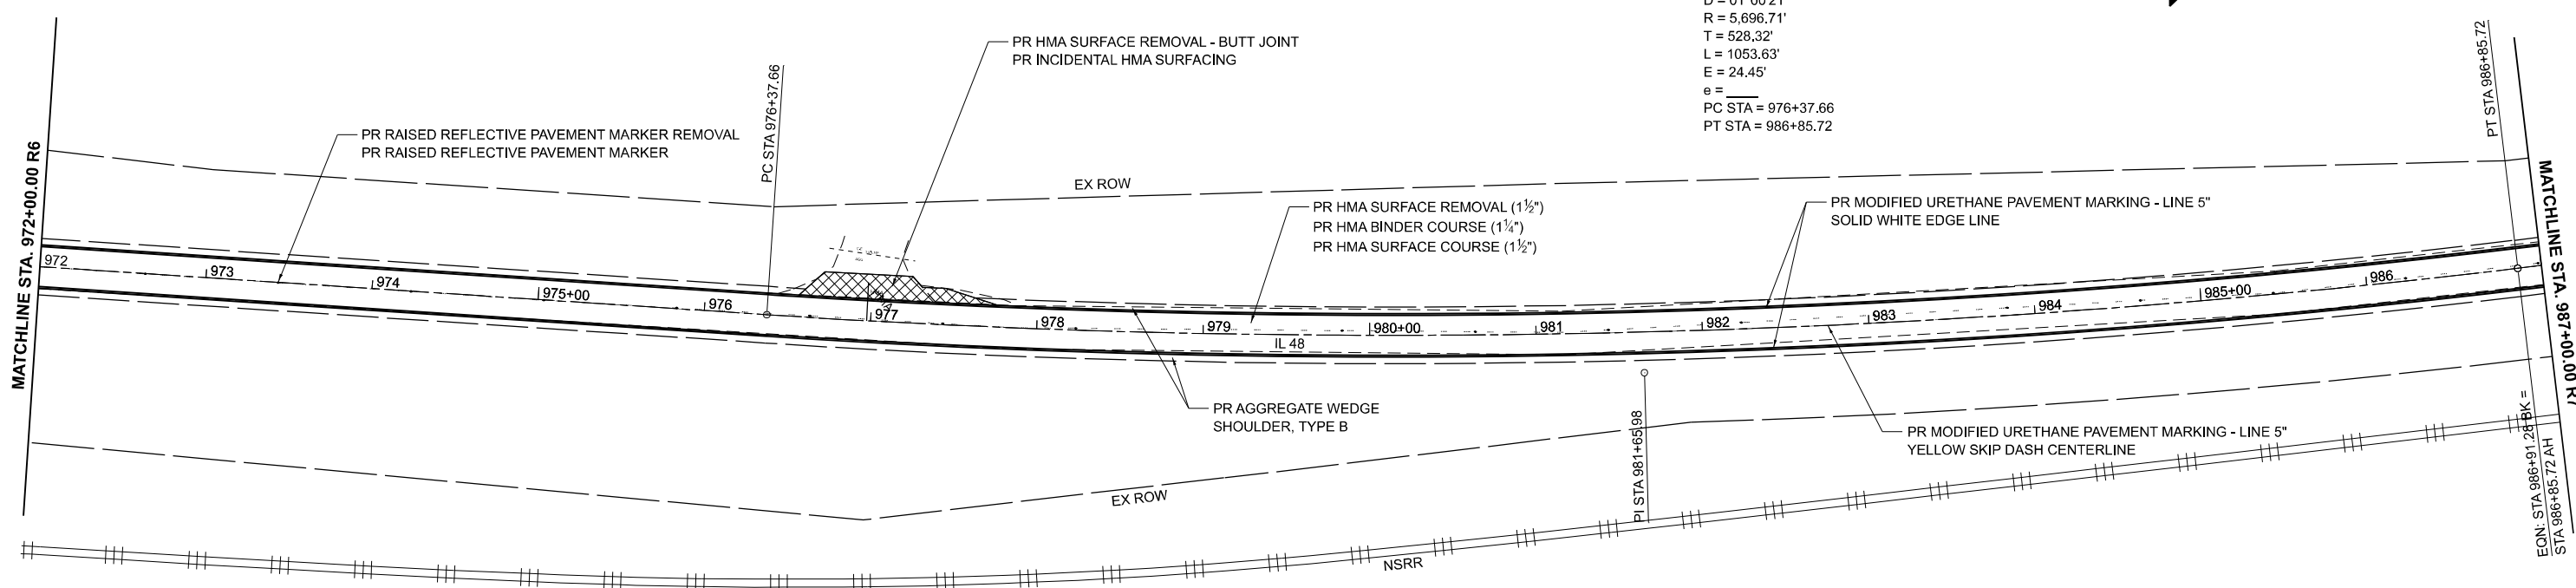 D = 01°00'21"
R = 5,696.71'
T = 528.32'
L = 1053.63'
E = 24.45'
e = ____
PC STA = 976+37.66
PT STA = 986+85.72
PR HMA SURFACE REMOVAL - BUTT JOINT
PR INCIDENTAL HMA SURFACING
PR RAISED REFLECTIVE PAVEMENT MARKER REMOVAL
PR RAISED REFLECTIVE PAVEMENT MARKER
PC STA 976+37.66
PT STA 986+85.72
MATCHLINE STA. 972+00.00 R6
EX ROW
PR HMA SURFACE REMOVAL (1½")
PR HMA BINDER COURSE (1¼")
PR HMA SURFACE COURSE (1½")
PR MODIFIED URETHANE PAVEMENT MARKING - LINE 5"
SOLID WHITE EDGE LINE
MATCHLINE STA. 987+00.00 R7
972
973
974
975+00
976
977
978
979
980+00
981
982
983
984
985+00
986
IL 48
PR AGGREGATE WEDGE
SHOULDER, TYPE B
PI STA 981+65.98
PR MODIFIED URETHANE PAVEMENT MARKING - LINE 5"
YELLOW SKIP DASH CENTERLINE
EX ROW
NSRR
EQN: STA 986+91.28 BK =
STA 986+85.72 AH